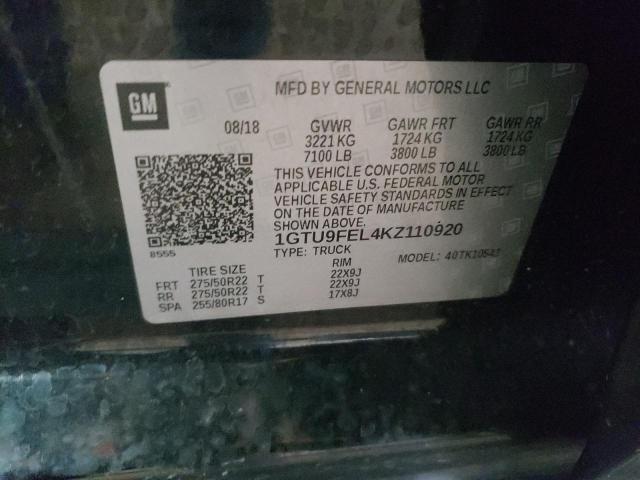 GM
MFD BY GENERAL MOTORS LLC
08/18 GVWR GAWR FRT GAWR RR
3221 KG 1724 KG 1724 KG
7100 LB 3800 LB 3800 LB
THIS VEHICLE CONFORMS TO ALL
APPLICABLE U.S. FEDERAL MOTOR
VEHICLE SAFETY STANDARDS IN EFFECT
ON THE DATE OF MANUFACTURE
SHOWN ABOVE.
1GTU9FEL4KZ110920
TYPE: TRUCK MODEL: 40TK10543
8555
TIRE SIZE RIM
FRT 275/50R22 T 22X9J
RR 275/50R22 T 22X9J
SPA 255/80R17 S 17X8J